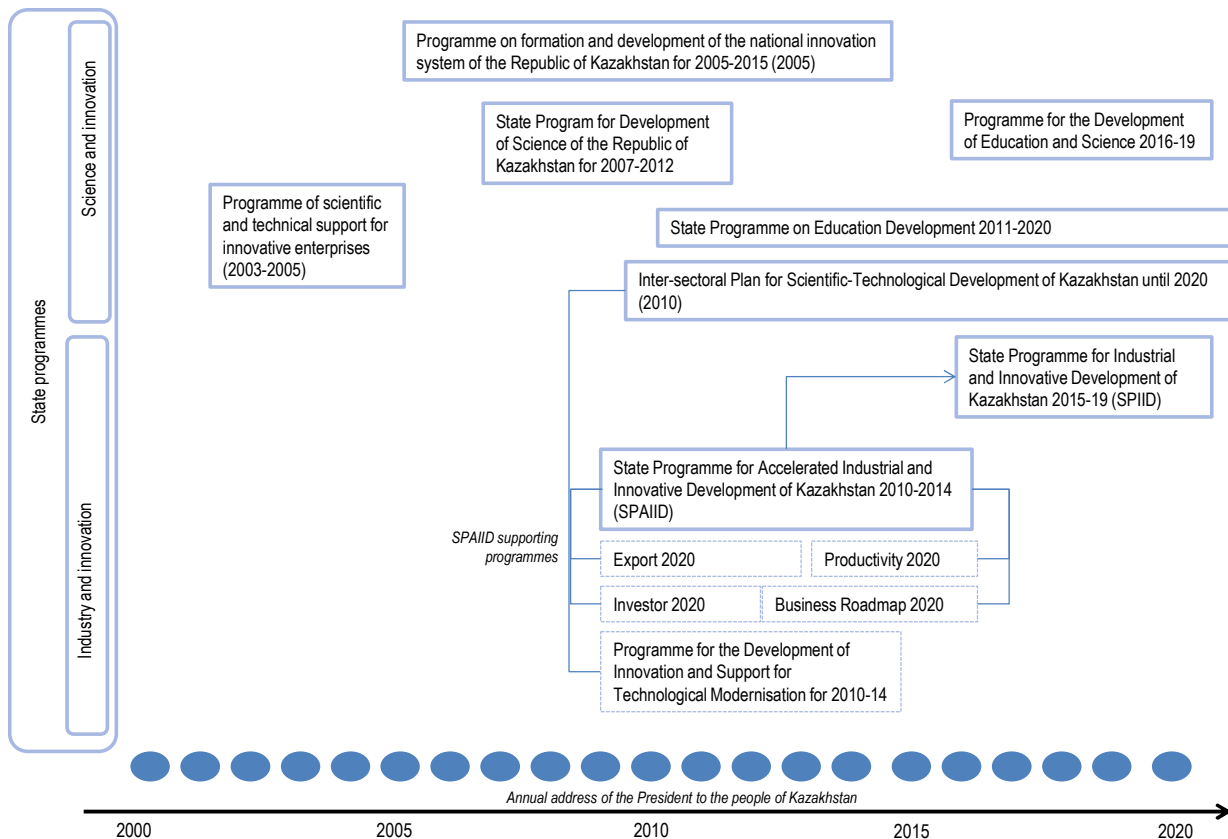 State programmes
Science and innovation
Industry and innovation
Programme on formation and development of the national innovation
system of the Republic of Kazakhstan for 2005-2015 (2005)
State Program for Development
of Science of the Republic of
Kazakhstan for 2007-2012
Programme for the Development
of Education and Science 2016-19
Programme of scientific
and technical support for
innovative enterprises
(2003-2005)
State Programme on Education Development 2011-2020
Inter-sectoral Plan for Scientific-Technological Development of Kazakhstan until 2020
(2010)
State Programme for Industrial
and Innovative Development of
Kazakhstan 2015-19 (SPIID)
State Programme for Accelerated Industrial and
Innovative Development of Kazakhstan 2010-2014
(SPAIID)
SPAIID supporting
programmes
Export 2020
Productivity 2020
Investor 2020
Business Roadmap 2020
Programme for the Development of
Innovation and Support for
Technological Modernisation for 2010-14
Annual address of the President to the people of Kazakhstan
2000 2005 2010 2015 2020